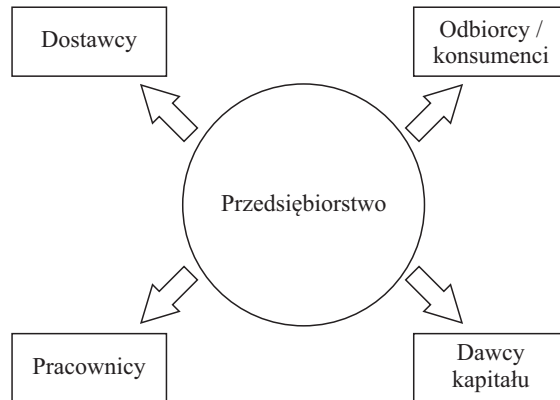 Dostawcy
Odbiorcy /
konsumenci
Przedsiębiorstwo
Pracownicy
Dawcy
kapitału